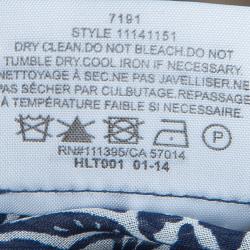 7191
STYLE 11141151
DRY CLEAN.DO NOT BLEACH.DO NOT
TUMBLE DRY.COOL IRON IF NECESSARY.
NETTOYAGE À SEC.NE PAS JAVELLISER.NE
PAS SÉCHER PAR CULBUTAGE.REPASSAGE
À TEMPÉRATURE FAIBLE SI NÉCESSAIRE
P
RN#111395/CA 57014
HLT001 01-14